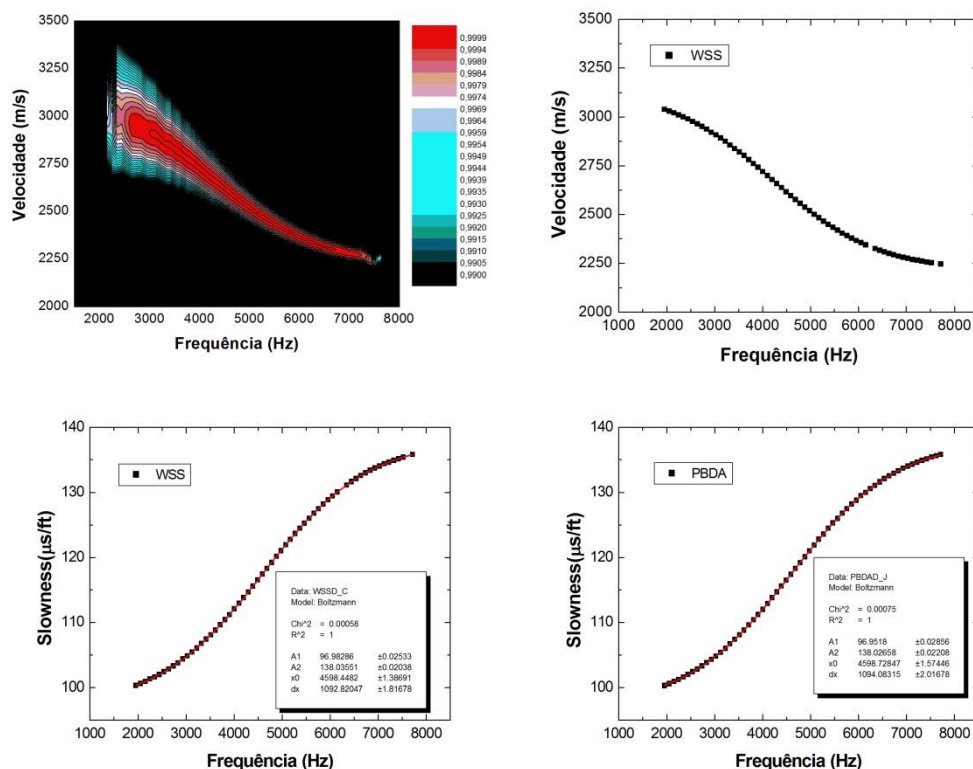 3500
3250
3000
2750
2500
2250
2000
Velocidade (m/s)
2000 3000 4000 5000 6000 7000 8000
Frequência (Hz)
0,9999
0,9994
0,9989
0,9984
0,9979
0,9974
0,9969
0,9964
0,9959
0,9954
0,9949
0,9944
0,9939
0,9935
0,9930
0,9925
0,9920
0,9915
0,9910
0,9905
0,9900
3500
3250
3000
2750
2500
2250
2000
Velocidade (m/s)
WSS
1000 2000 3000 4000 5000 6000 7000 8000
Frequência (Hz)
140
130
120
110
100
Slowness(µs/ft)
WSS
Data: WSSD_C
Model: Boltzmann
Chi^2 = 0.00058
R^2 = 1
A1 96.98286 ±0.02533
A2 138.03551 ±0.02038
x0 4598.4482 ±1.38691
dx 1092.82047 ±1.81678
1000 2000 3000 4000 5000 6000 7000 8000
Frequência (Hz)
140
130
120
110
100
Slowness(µs/ft)
PBDA
Data: PBDAD_J
Model: Boltzmann
Chi^2 = 0.00075
R^2 = 1
A1 96.9518 ±0.02856
A2 138.02658 ±0.02208
x0 4598.72847 ±1.57446
dx 1094.08315 ±2.01678
1000 2000 3000 4000 5000 6000 7000 8000
Frequência (Hz)